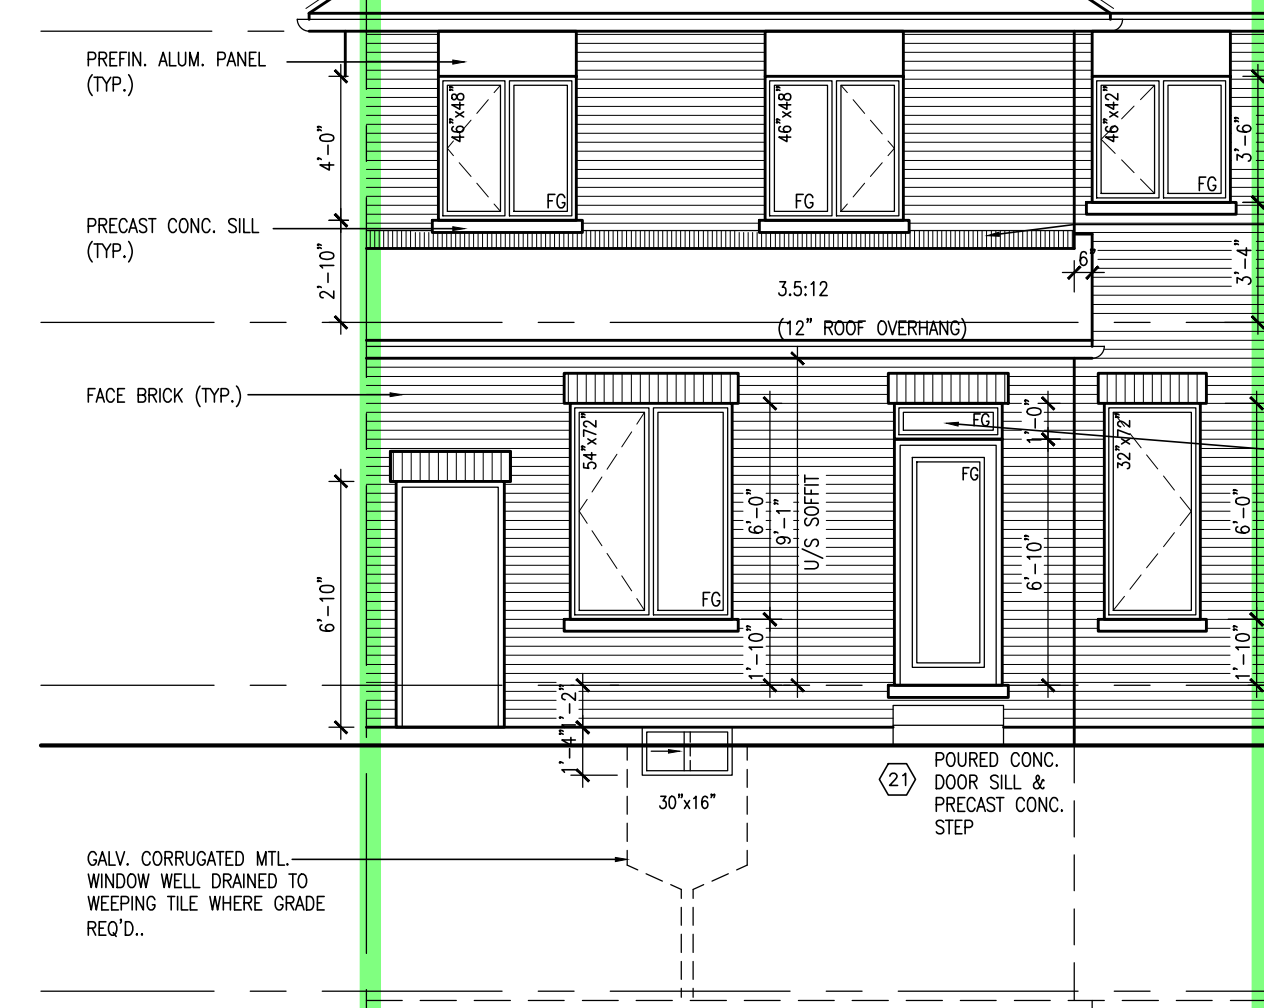 PREFIN. ALUM. PANEL
(TYP.)
46"x48"
FG
46"x48"
FG
46"x42"
FG
4'-0"
3'-6"
PRECAST CONC. SILL
(TYP.)
2'-10"
6"
3'-4"
3.5:12
(12" ROOF OVERHANG)
FACE BRICK (TYP.)
54"x72"
FG
6'-0"
9'-1"
U/S SOFFIT
FG
1'-0"
FG
32"x72"
6'-0"
6'-10"
6'-10"
1'-10"
1'-10"
1'-2"
1'-4"
30"x16"
21
POURED CONC.
DOOR SILL &
PRECAST CONC.
STEP
GALV. CORRUGATED MTL.
WINDOW WELL DRAINED TO
WEEPING TILE WHERE GRADE
REQ'D..